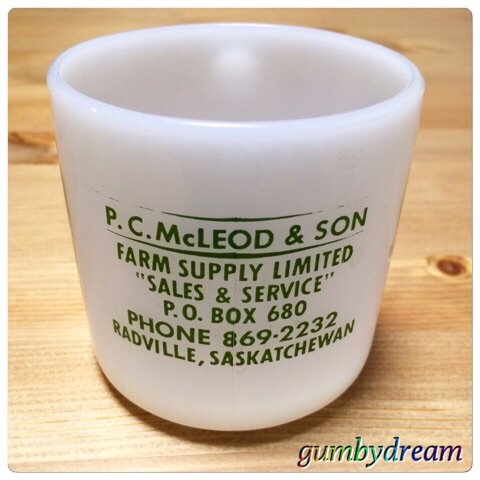 P. C. McLEOD & SON
FARM SUPPLY LIMITED
"SALES & SERVICE"
P. O. BOX 680
PHONE 869-2232
RADVILLE, SASKATCHEWAN
gumbydream